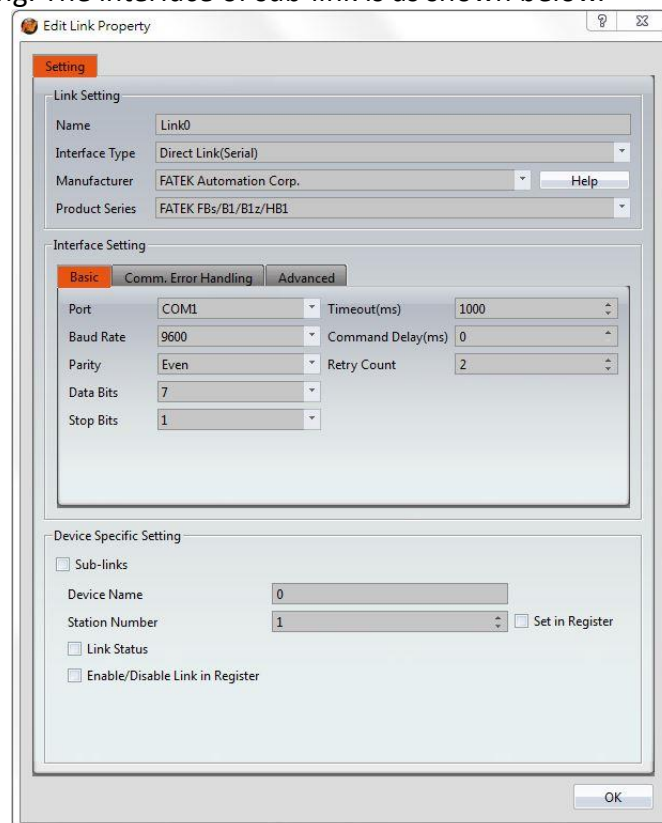 ng. The interface of sub-link is as shown below.
Edit Link Property
Setting
Link Setting
Name Link0
Interface Type Direct Link(Serial)
Manufacturer FATEK Automation Corp. Help
Product Series FATEK FBs/B1/B1z/HB1
Interface Setting
Basic Comm. Error Handling Advanced
Port COM1 Timeout(ms) 1000
Baud Rate 9600 Command Delay(ms) 0
Parity Even Retry Count 2
Data Bits 7
Stop Bits 1
Device Specific Setting
Sub-links
Device Name 0
Station Number 1 Set in Register
Link Status
Enable/Disable Link in Register
OK